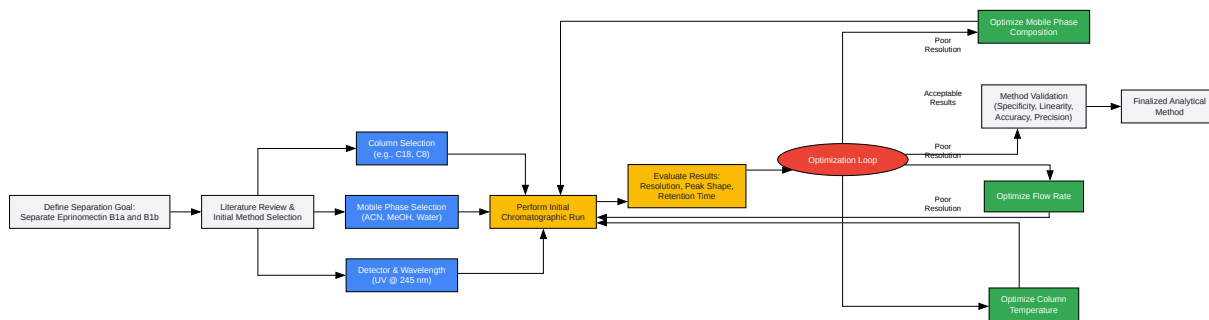 Define Separation Goal:
Separate Eprinomectin B1a and B1b
Literature Review &
Initial Method Selection
Column Selection
(e.g., C18, C8)
Mobile Phase Selection
(ACN, MeOH, Water)
Detector & Wavelength
(UV @ 245 nm)
Perform Initial
Chromatographic Run
Evaluate Results:
Resolution, Peak Shape,
Retention Time
Optimization Loop
Poor
Resolution
Optimize Mobile Phase
Composition
Acceptable
Results
Method Validation
(Specificity, Linearity,
Accuracy, Precision)
Finalized Analytical
Method
Poor
Resolution
Optimize Flow Rate
Poor
Resolution
Optimize Column
Temperature